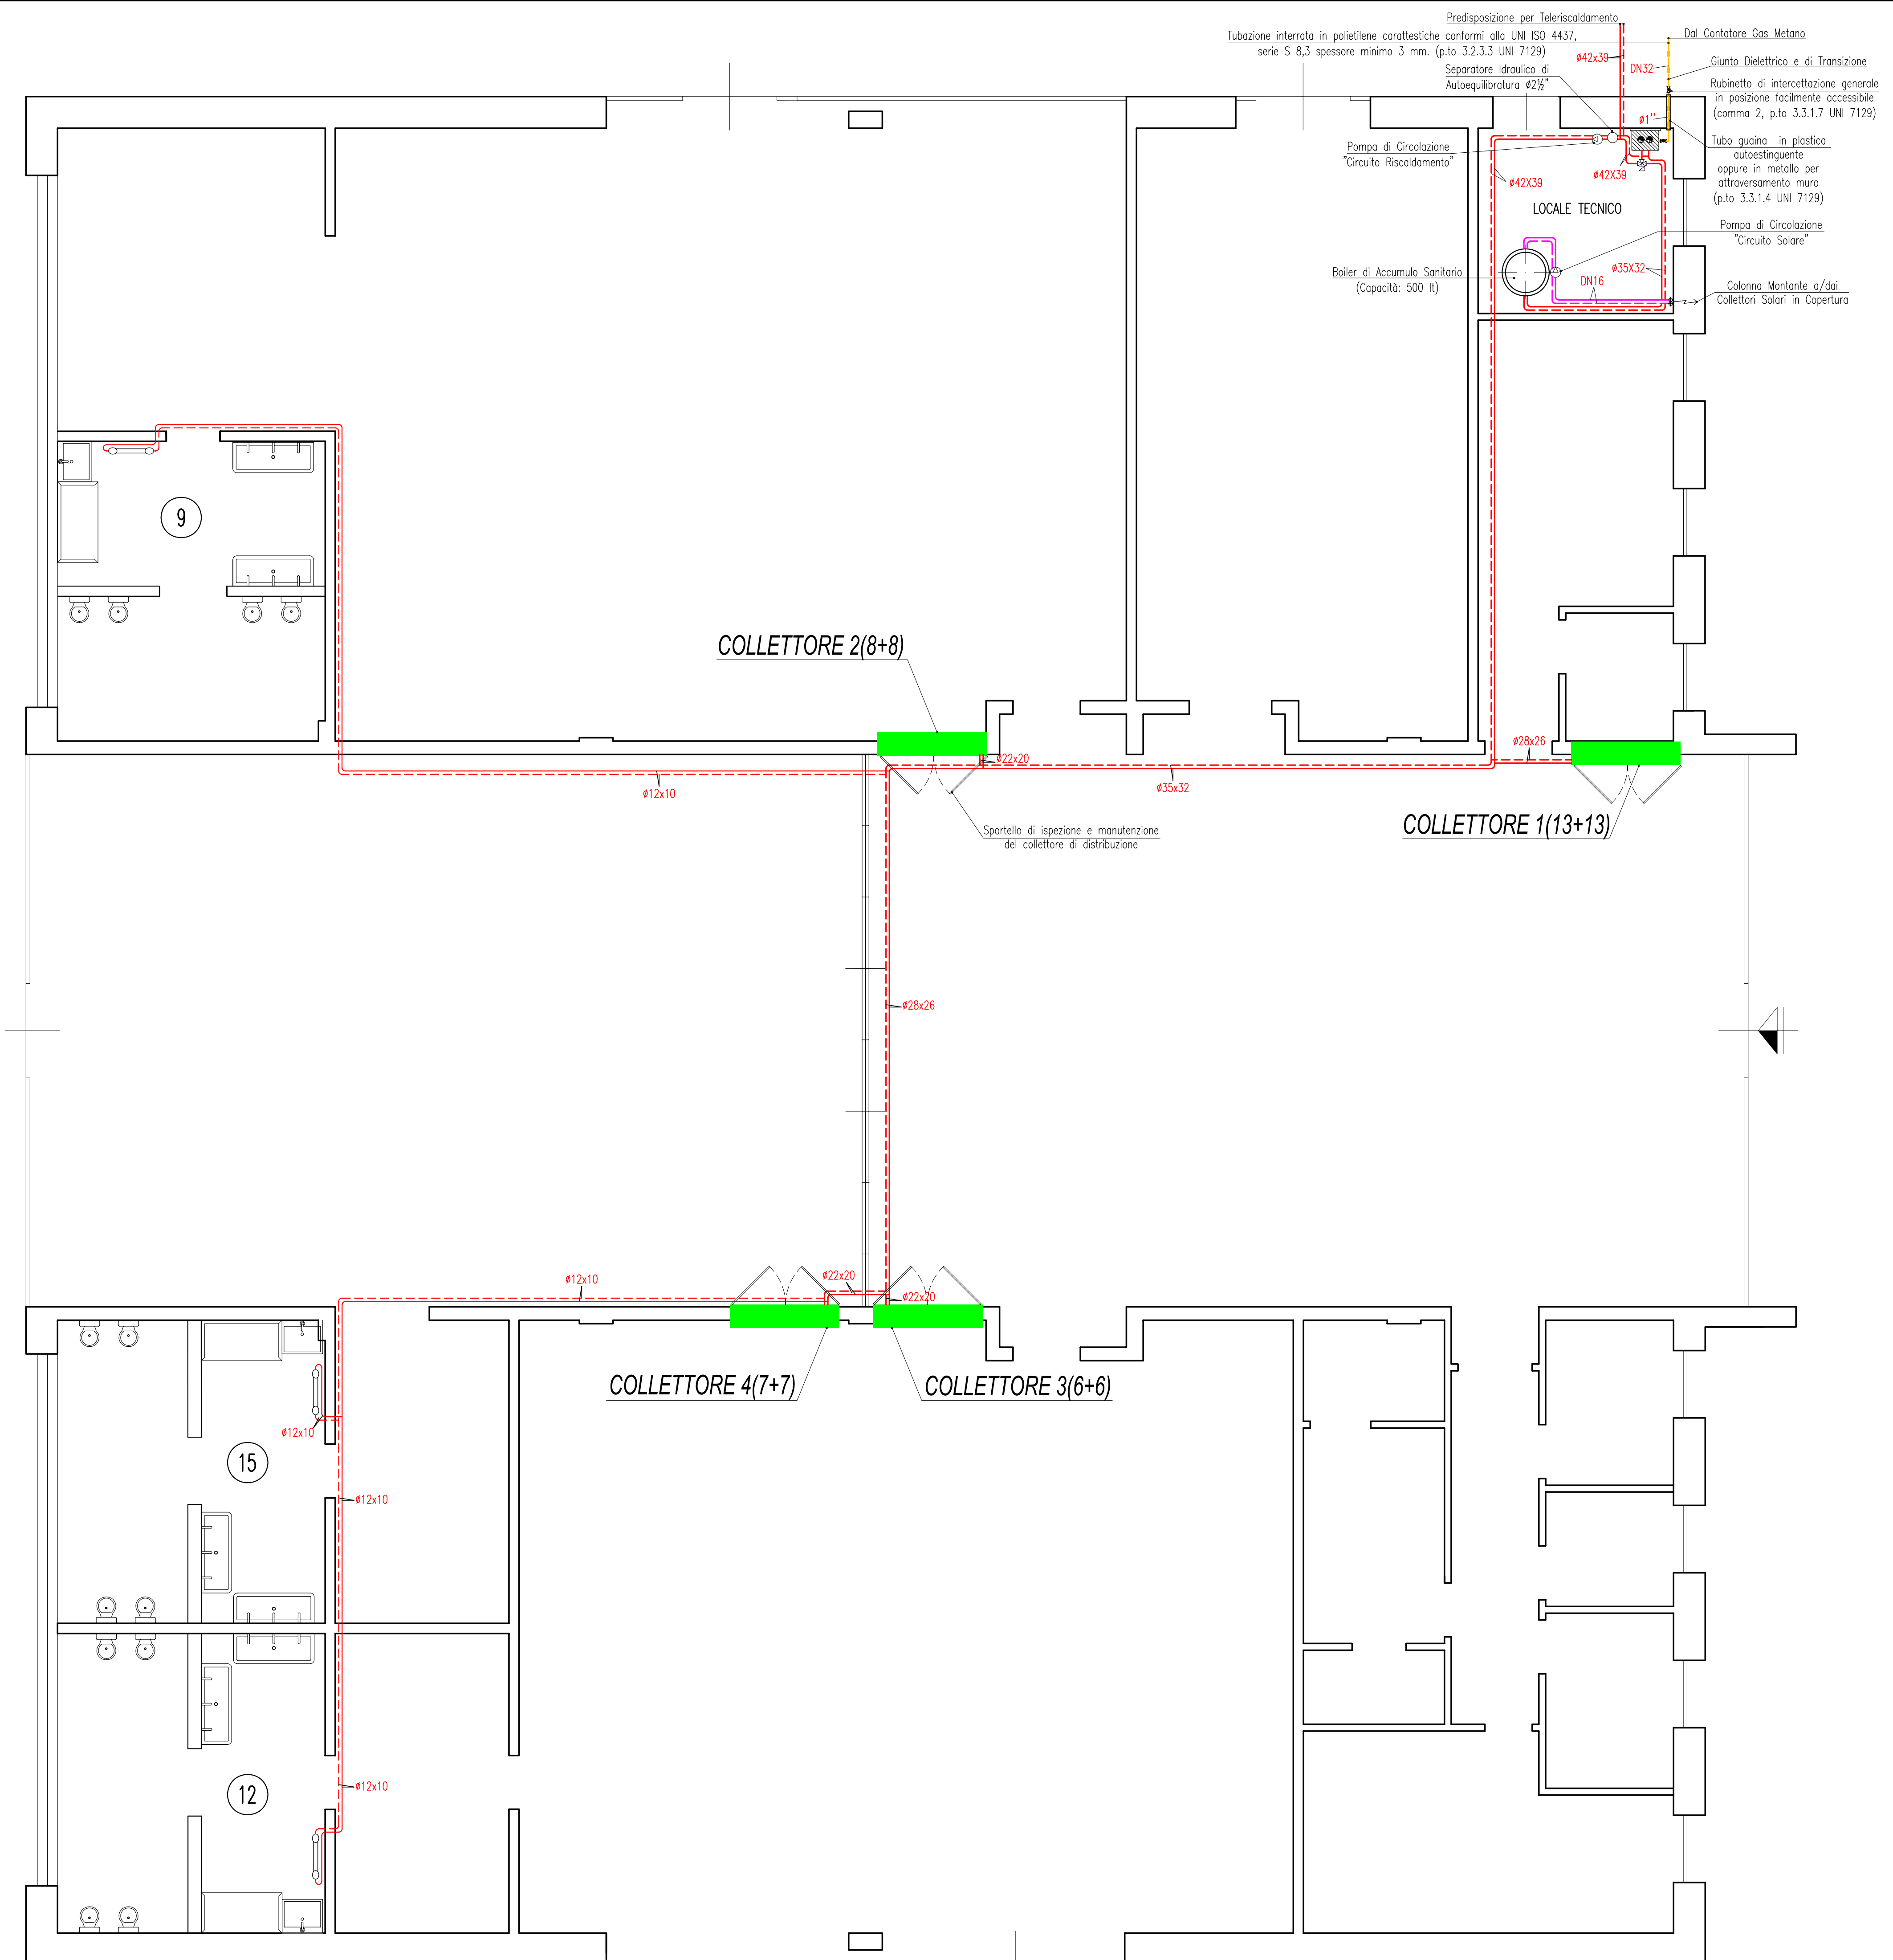 Predisposizione per Teleriscaldamento
Tubazione interrata in polietilene carattestiche conformi alla UNI ISO 4437,
serie S 8,3 spessore minimo 3 mm. (p.to 3.2.3.3 UNI 7129)
Dal Contatore Gas Metano
ø42x39
DN32
Giunto Dielettrico e di Transizione
Separatore Idraulico di
Autoequilibratura ø2½"
Rubinetto di intercettazione generale
in posizione facilmente accessibile
(comma 2, p.to 3.3.1.7 UNI 7129)
ø1"
Pompa di Circolazione
"Circuito Riscaldamento"
Tubo guaina in plastica
autoestinguente
oppure in metallo per
attraversamento muro
(p.to 3.3.1.4 UNI 7129)
ø42X39
ø42X39
LOCALE TECNICO
Pompa di Circolazione
"Circuito Solare"
Boiler di Accumulo Sanitario
(Capacità: 500 lt)
ø35X32
DN16
Colonna Montante a/dai
Collettori Solari in Copertura
9
COLLETTORE 2(8+8)
ø22x20
ø28x26
ø12x10
ø35x32
Sportello di ispezione e manutenzione
del collettore di distribuzione
COLLETTORE 1(13+13)
ø28x26
ø12x10
ø22x20
ø22x20
COLLETTORE 4(7+7)
COLLETTORE 3(6+6)
ø12x10
15
ø12x10
ø12x10
12